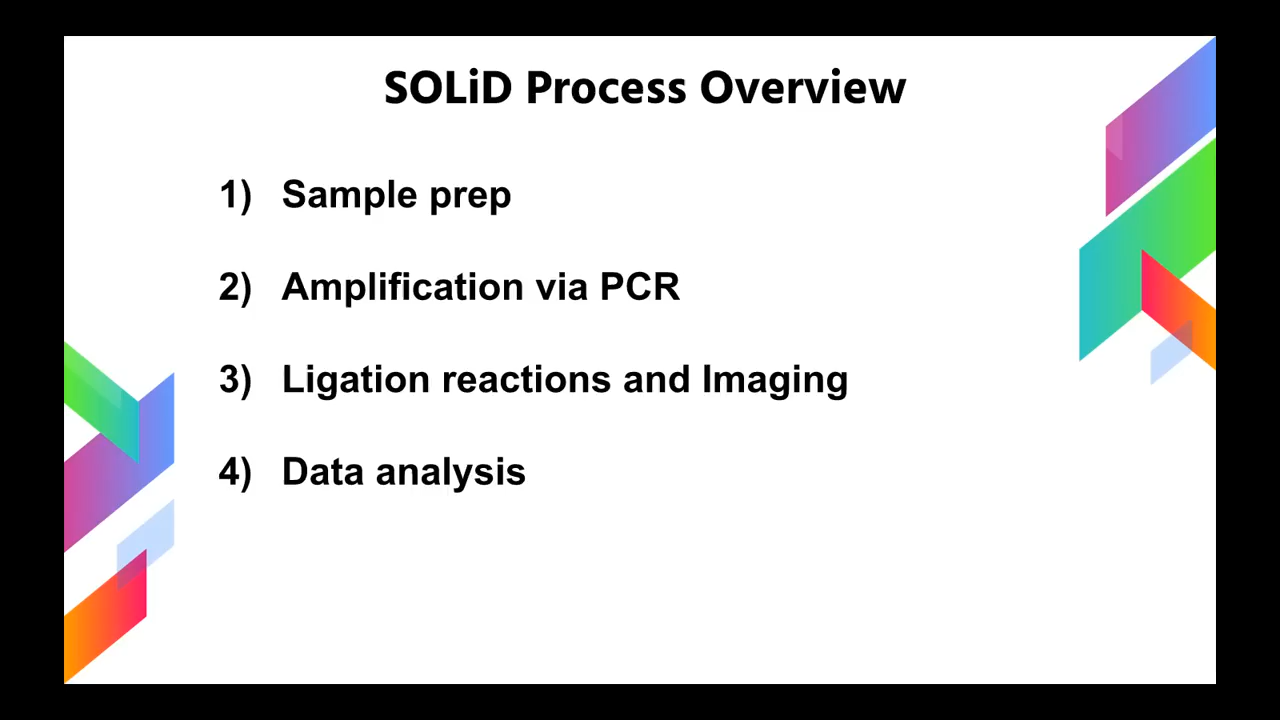 SOLiD Process Overview
1) Sample prep
2) Amplification via PCR
3) Ligation reactions and Imaging
4) Data analysis